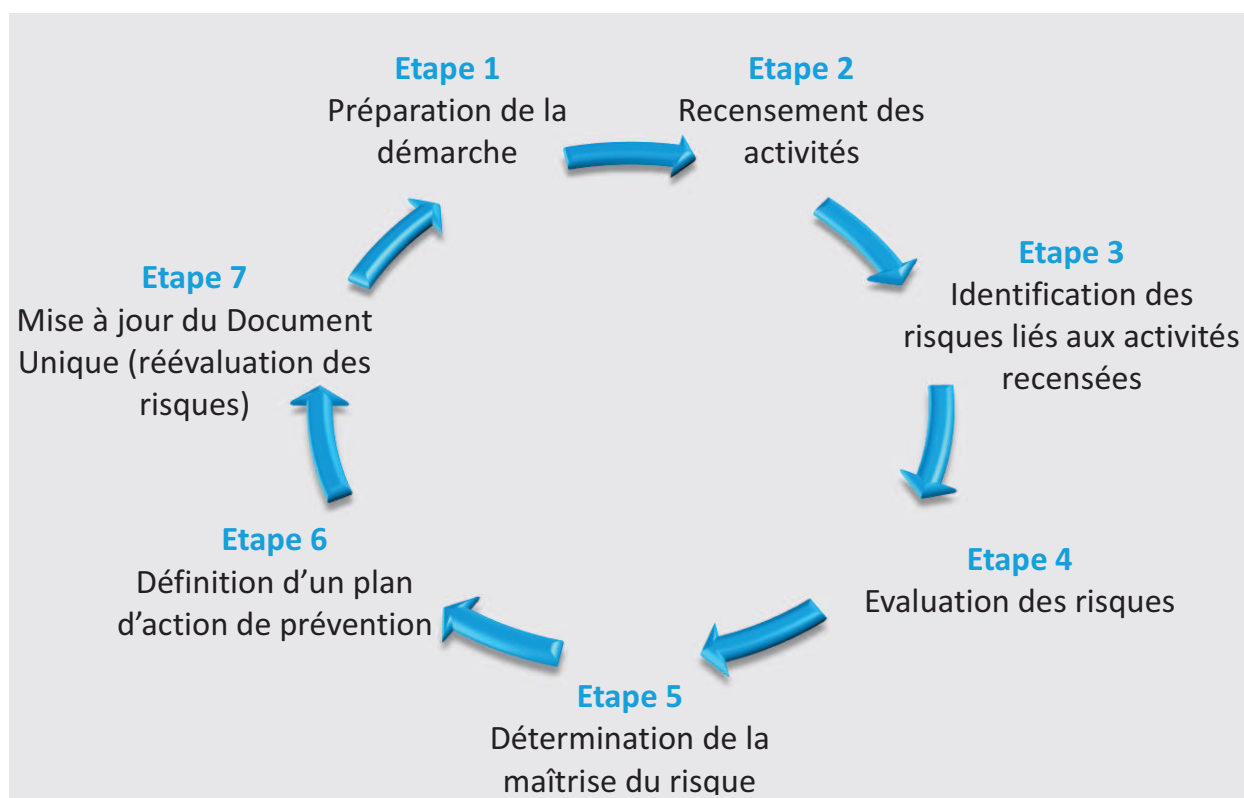 Etape 1
Préparation de la
démarche
Etape 2
Recensement des
activités
Etape 3
Identification des
risques liés aux activités
recensées
Etape 4
Evaluation des risques
Etape 5
Détermination de la
maîtrise du risque
Etape 6
Définition d’un plan
d’action de prévention
Etape 7
Mise à jour du Document
Unique (réévaluation des
risques)